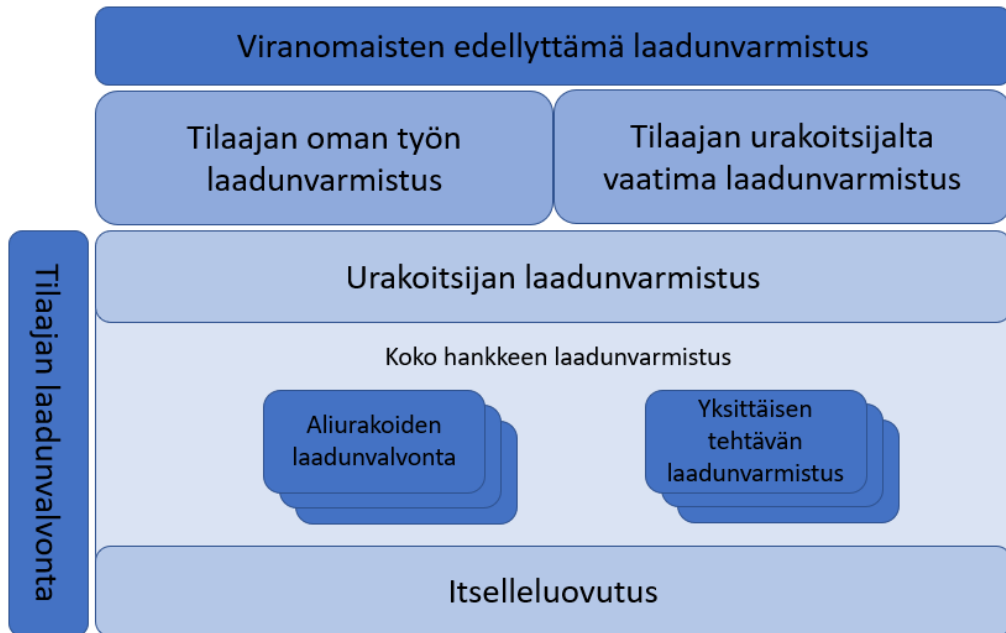 Viranomaisten edellyttämä laadunvarmistus
Tilaajan oman työn
laadunvarmistus
Tilaajan urakoitsijalta
vaatima laadunvarmistus
Tilaajan laadunvalvonta
Urakoitsijan laadunvarmistus
Koko hankkeen laadunvarmistus
Aliurakoiden
laadunvalvonta
Yksittäisen
tehtävän
laadunvarmistus
Itselleluovutus